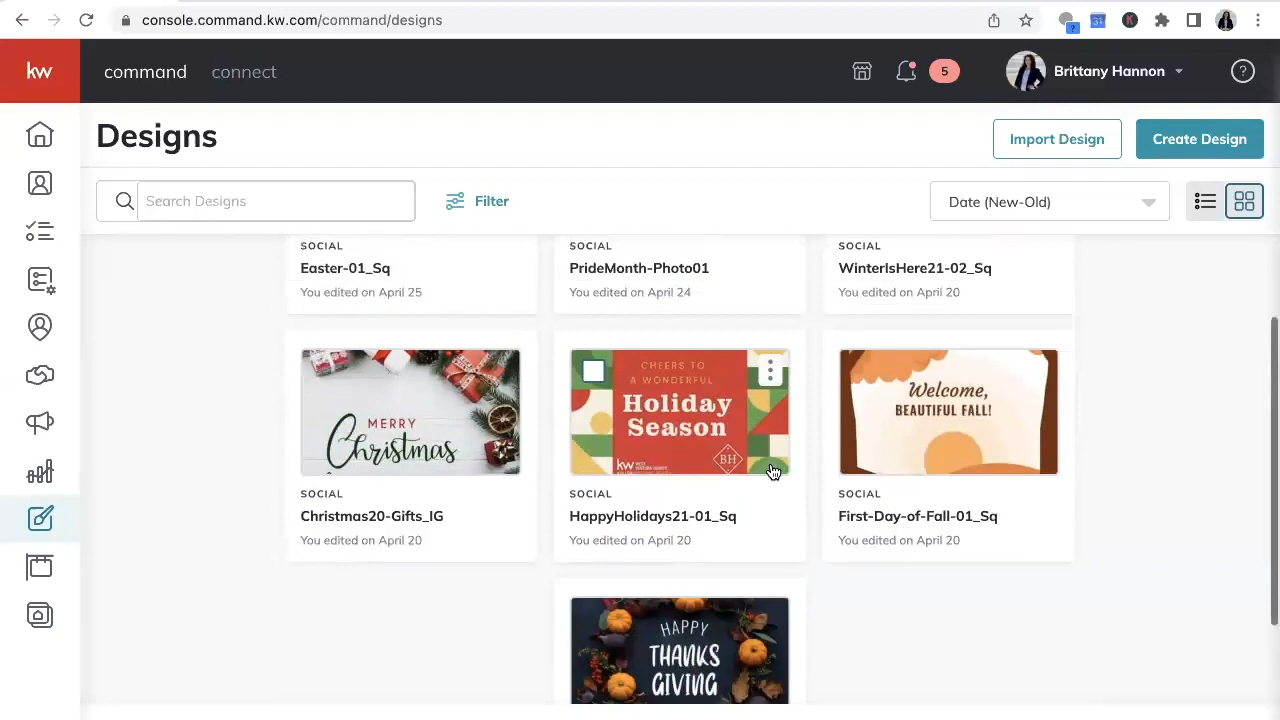 console.command.kw.com/command/designs
31
K
?
kw
command
connect
5
Brittany Hannon
?
Designs
Import Design
Create Design
Search Designs
Filter
Date (New-Old)
SOCIAL
Easter-01_Sq
You edited on April 25
SOCIAL
PrideMonth-Photo01
You edited on April 24
SOCIAL
WinterIsHere21-02_Sq
You edited on April 20
MERRY
Christmas
SOCIAL
Christmas20-Gifts_IG
You edited on April 20
CHEERS TO
A WONDERFUL
Holiday
Season
kw
BH
SOCIAL
HappyHolidays21-01_Sq
You edited on April 20
Welcome,
BEAUTIFUL FALL!
SOCIAL
First-Day-of-Fall-01_Sq
You edited on April 20
HAPPY
THANKS
GIVING